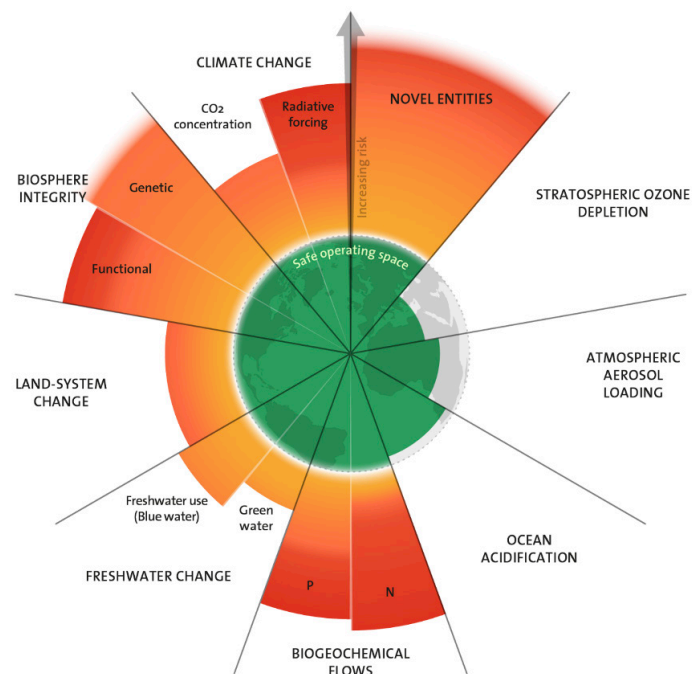 CLIMATE CHANGE
CO2
concentration
Radiative
forcing
NOVEL ENTITIES
Increasing risk
BIOSPHERE
INTEGRITY
Genetic
Functional
STRATOSPHERIC OZONE
DEPLETION
Safe operating space
ATMOSPHERIC
AEROSOL
LOADING
LAND-SYSTEM
CHANGE
Freshwater use
(Blue water)
Green
water
FRESHWATER CHANGE
OCEAN
ACIDIFICATION
P
N
BIOGEOCHEMICAL
FLOWS